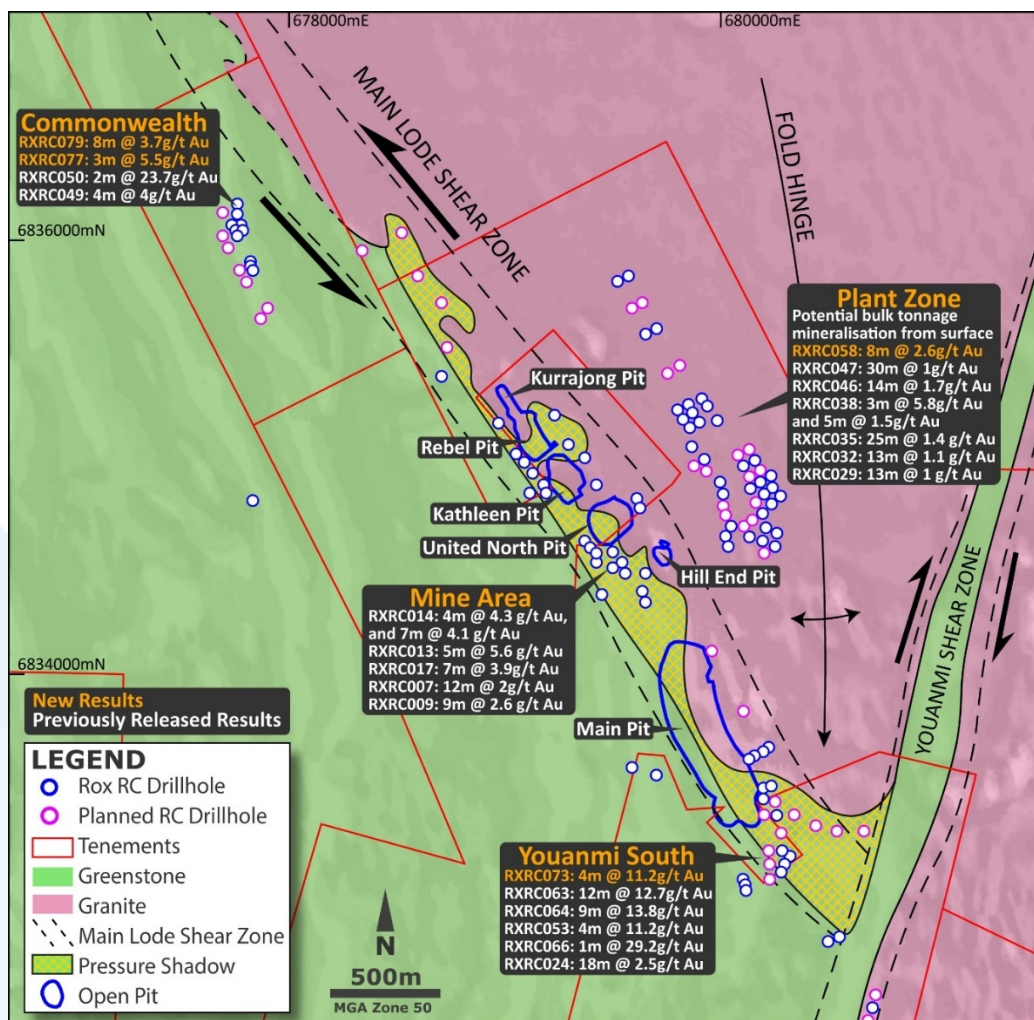 678000mE
680000mE
MAIN LODE SHEAR ZONE
FOLD HINGE
Commonwealth
RXRC079: 8m @ 3.7g/t Au
RXRC077: 3m @ 5.5g/t Au
RXRC050: 2m @ 23.7g/t Au
RXRC049: 4m @ 4g/t Au
6836000mN
Plant Zone
Potential bulk tonnage
mineralisation from surface
RXRC058: 8m @ 2.6g/t Au
RXRC047: 30m @ 1g/t Au
RXRC046: 14m @ 1.7g/t Au
RXRC038: 3m @ 5.8g/t Au
and 5m @ 1.5g/t Au
RXRC035: 25m @ 1.4 g/t Au
RXRC032: 13m @ 1.1 g/t Au
RXRC029: 13m @ 1 g/t Au
Kurrajong Pit
Rebel Pit
Kathleen Pit
United North Pit
Hill End Pit
Mine Area
RXRC014: 4m @ 4.3 g/t Au,
and 7m @ 4.1 g/t Au
RXRC013: 5m @ 5.6 g/t Au
RXRC017: 7m @ 3.9g/t Au
RXRC007: 12m @ 2g/t Au
RXRC009: 9m @ 2.6 g/t Au
YOUANMI SHEAR ZONE
6834000mN
Main Pit
New Results
Previously Released Results
LEGEND
Rox RC Drillhole
Planned RC Drillhole
Tenements
Greenstone
Granite
Main Lode Shear Zone
Pressure Shadow
Open Pit
Youanmi South
RXRC073: 4m @ 11.2g/t Au
RXRC063: 12m @ 12.7g/t Au
RXRC064: 9m @ 13.8g/t Au
RXRC053: 4m @ 11.2g/t Au
RXRC066: 1m @ 29.2g/t Au
RXRC024: 18m @ 2.5g/t Au
N
500m
MGA Zone 50